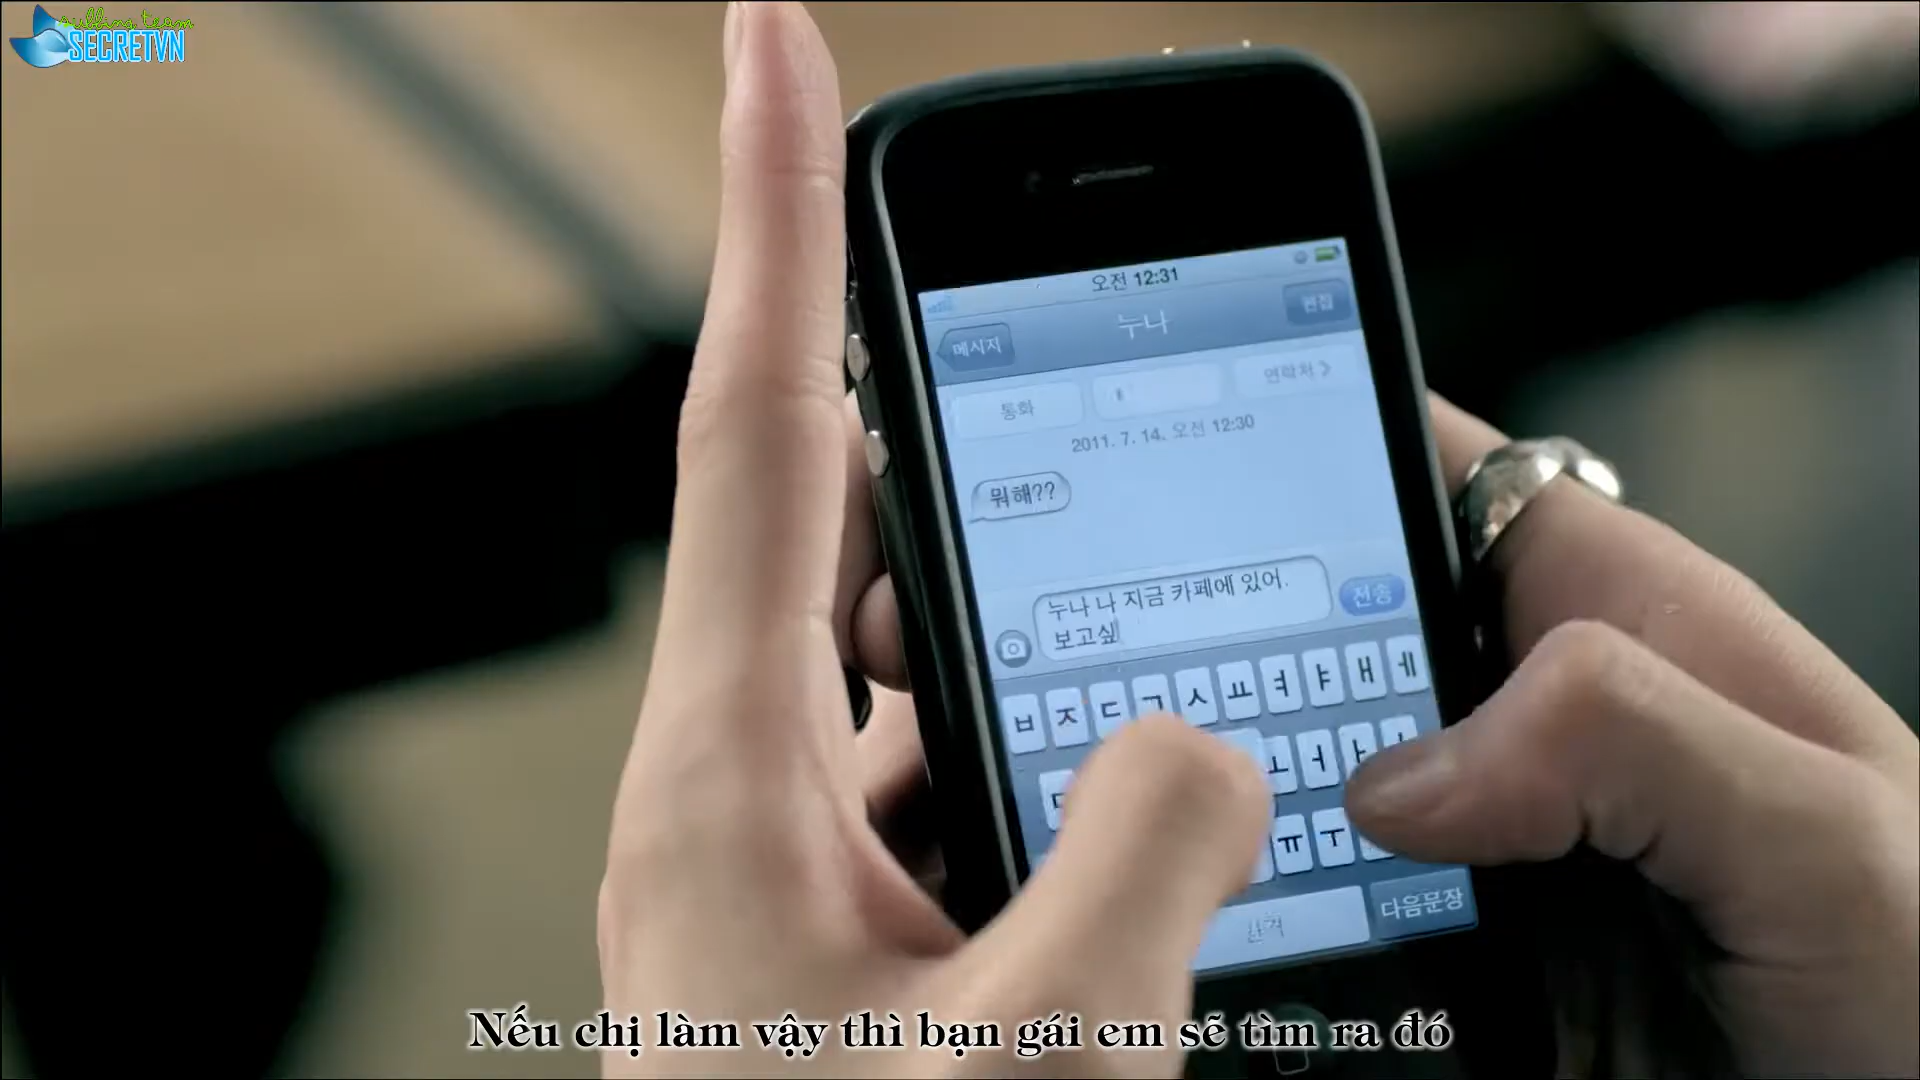 subbing team
SECRETVN
오전 12:31
메시지
누나
편집
통화
연락처
2011. 7. 14. 오전 12:30
뭐해??
누나 나 지금 카페에 있어.
보고싶
전송
ㅂ ㅈ ㄷ ㄱ ㅅ ㅛ ㅕ ㅑ ㅐ ㅔ
ㅗ ㅓ ㅏ ㅣ
ㅠ ㅜ
다음문장
Nếu chị làm vậy thì bạn gái em sẽ tìm ra đó